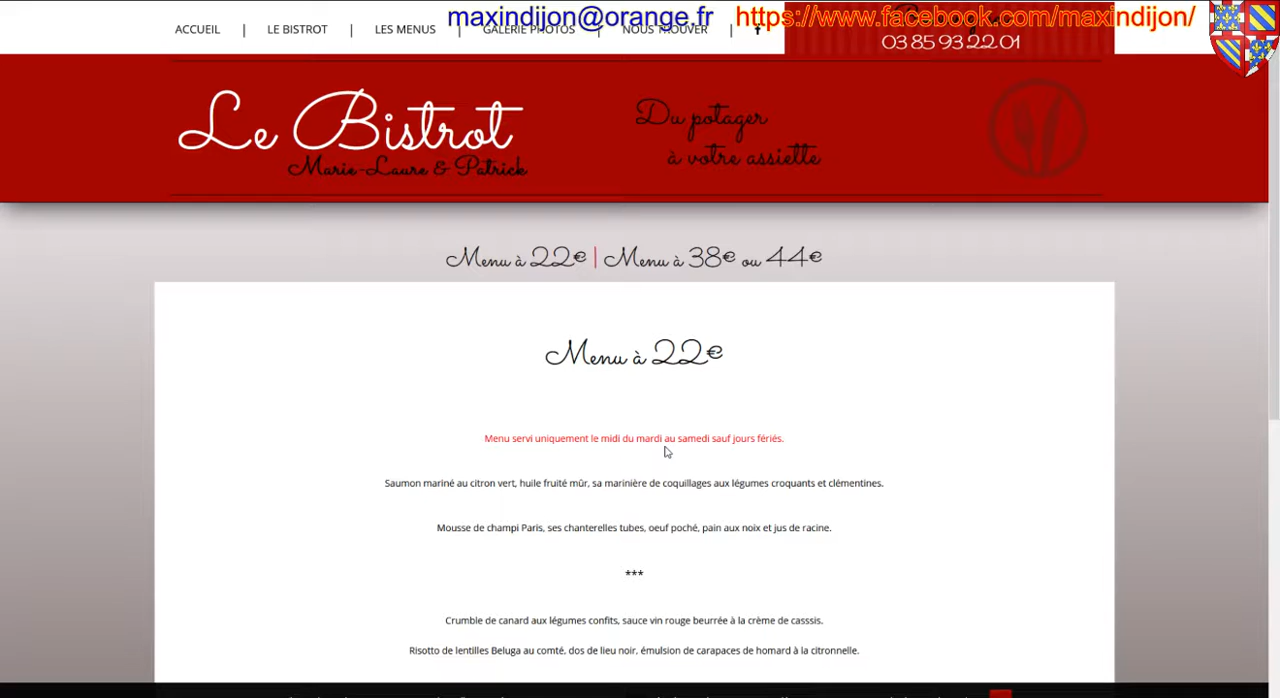 maxindijon@orange.fr https://www.facebook.com/maxindijon/
ACCUEIL | LE BISTROT | LES MENUS | GALERIE PHOTOS | NOUS TROUVER |
03 85 93 22 01
Le Bistrot
Marie-Laure & Patrick
Du potager
à votre assiette
Menu à 22€ | Menu à 38€ ou 44€
Menu à 22€
Menu servi uniquement le midi du mardi au samedi sauf jours fériés.
Saumon mariné au citron vert, huile fruité mûr, sa marinière de coquillages aux légumes croquants et clémentines.
Mousse de champi Paris, ses chanterelles tubes, oeuf poché, pain aux noix et jus de racine.
***
Crumble de canard aux légumes confits, sauce vin rouge beurrée à la crème de casssis.
Risotto de lentilles Beluga au comté, dos de lieu noir, émulsion de carapaces de homard à la citronnelle.